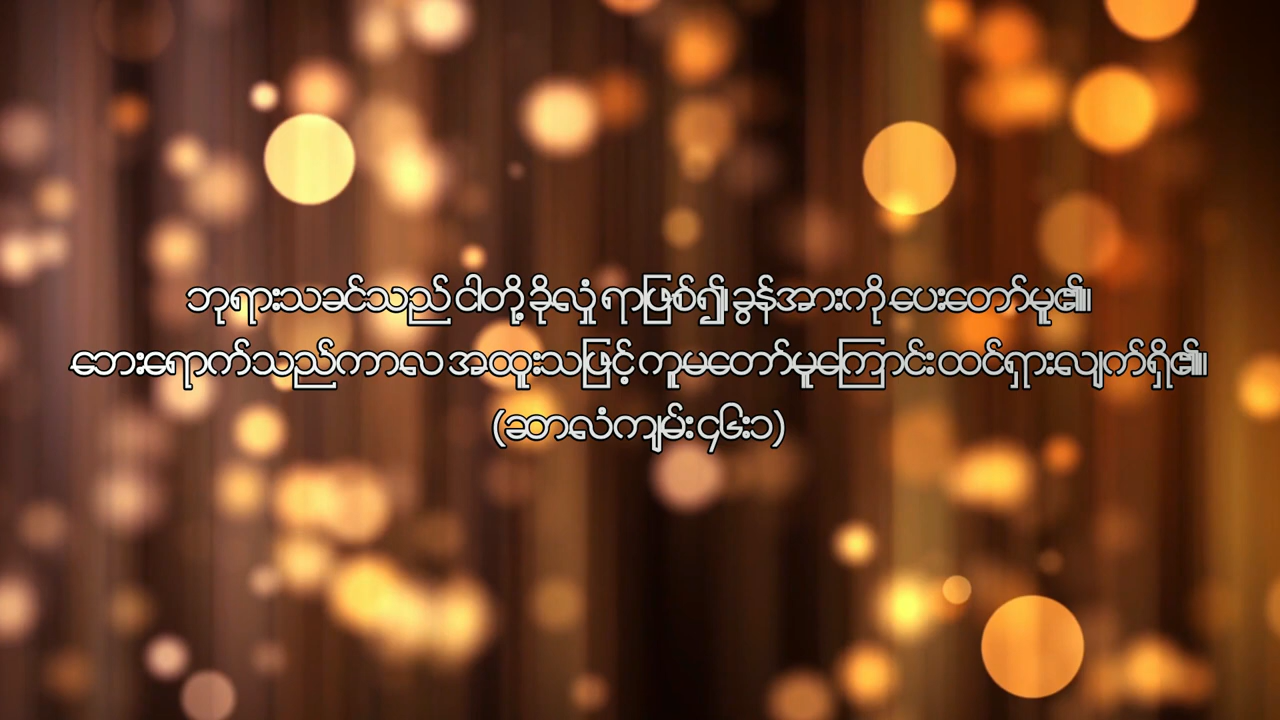 ဘုရားသခင်သည် ငါတို့ ခိုလှုံ ရာဖြစ်၍၊ ခွန်အားကို ပေးတော်မူ၏။
ဘေးရောက်သည်ကာလ အထူးသဖြင့် ကူမတော်မူကြောင်း ထင်ရှားလျက်ရှိ၏။
(ဆာလံကျမ်း ၄၆း၁)